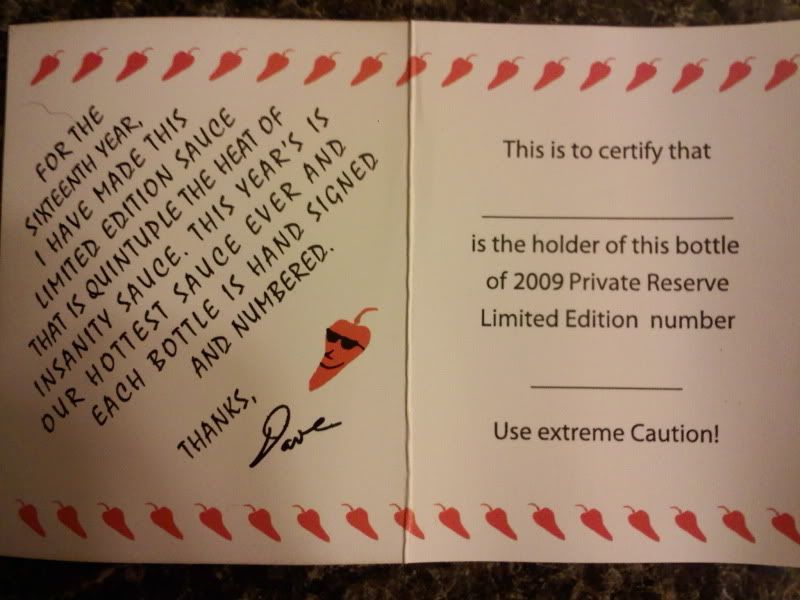 FOR THE
SIXTEENTH YEAR,
I HAVE MADE THIS
LIMITED EDITION SAUCE
THAT IS QUINTUPLE THE HEAT OF
INSANITY SAUCE. THIS YEAR'S IS
OUR HOTTEST SAUCE EVER AND
EACH BOTTLE IS HAND SIGNED
AND NUMBERED.
THANKS,
Dave
This is to certify that
is the holder of this bottle
of 2009 Private Reserve
Limited Edition number
Use extreme Caution!